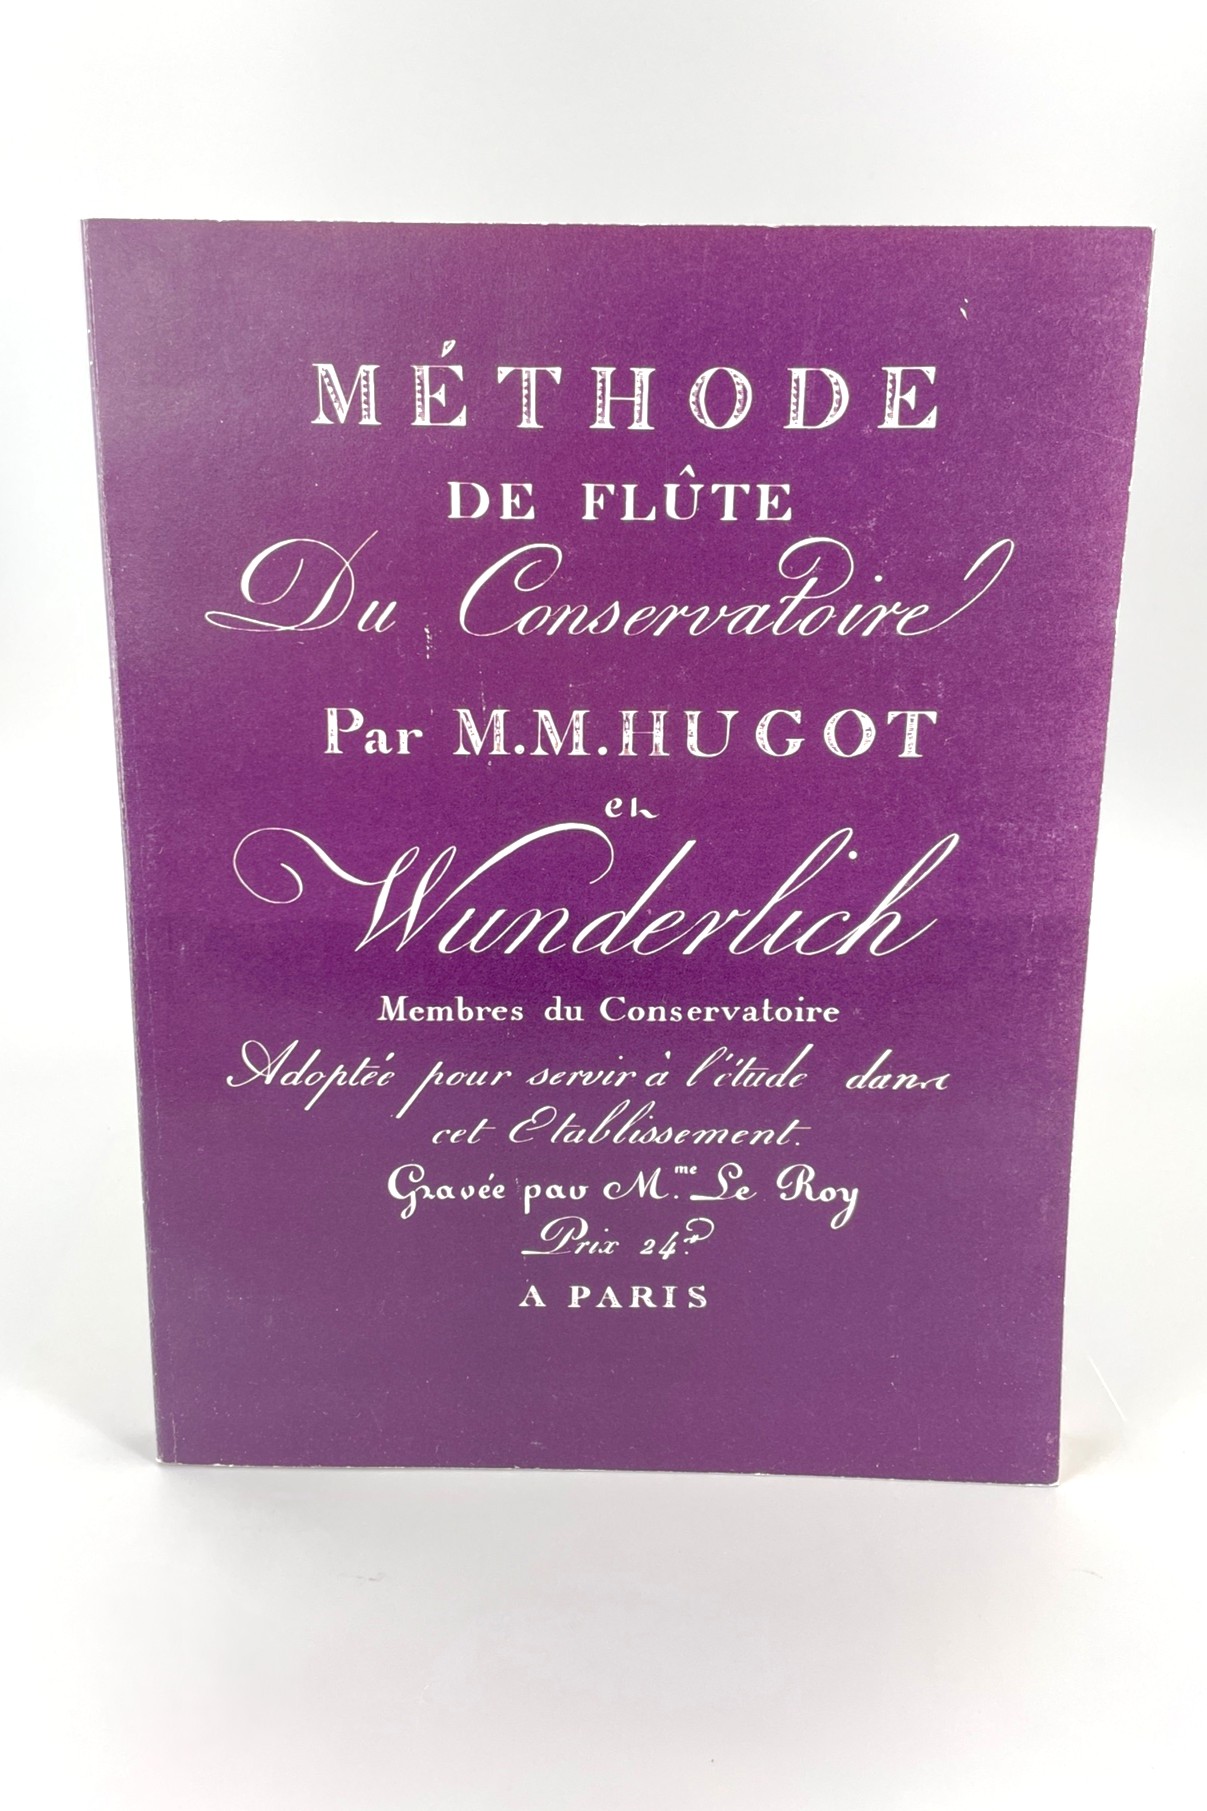 MÉTHODE
DE FLÛTE
Du Conservatoire
Par M.M. HUGOT
et
Wunderlich
Membres du Conservatoire
Adoptée pour servir à l'étude dans
cet Etablissement.
Gravée par M.me Le Roy
Prix 24.#
A PARIS